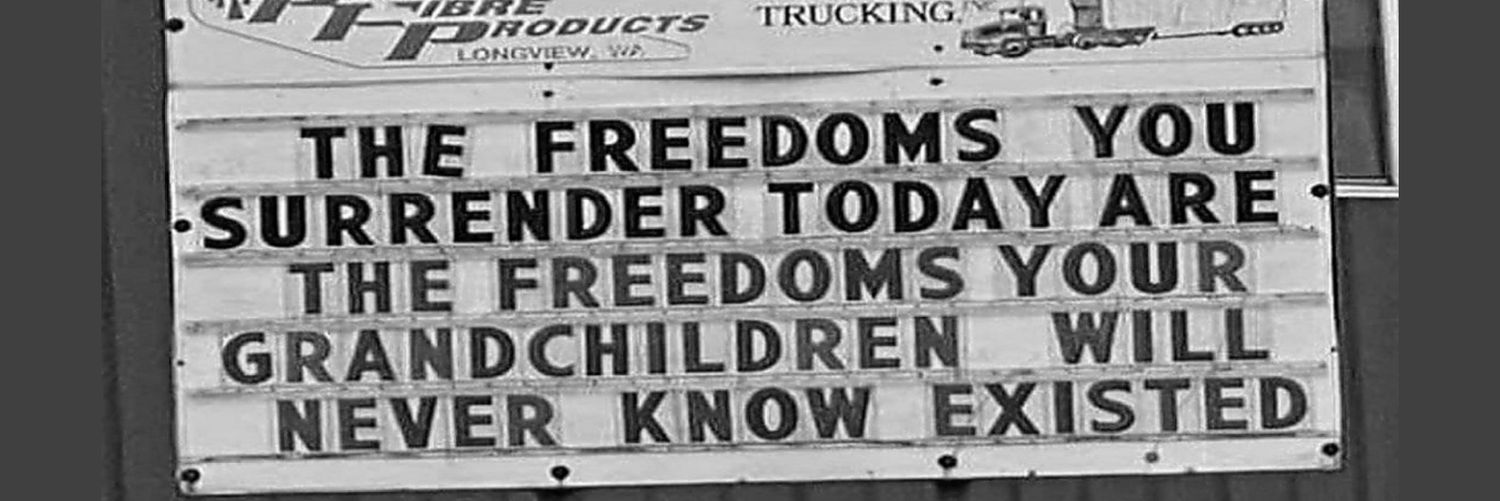 FIBRE
PRODUCTS
LONGVIEW, WA
TRUCKING
THE FREEDOMS YOU
SURRENDER TODAY ARE
THE FREEDOMS YOUR
GRANDCHILDREN WILL
NEVER KNOW EXISTED